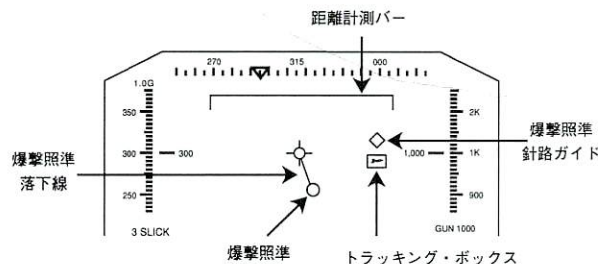 距離計測バー
270 315 000
1.0G
350
2K
爆撃照準
落下線
300 300
1,000 1K
爆撃照準
針路ガイド
250
900
3 SLICK
GUN 1000
爆撃照準
トラッキング・ボックス